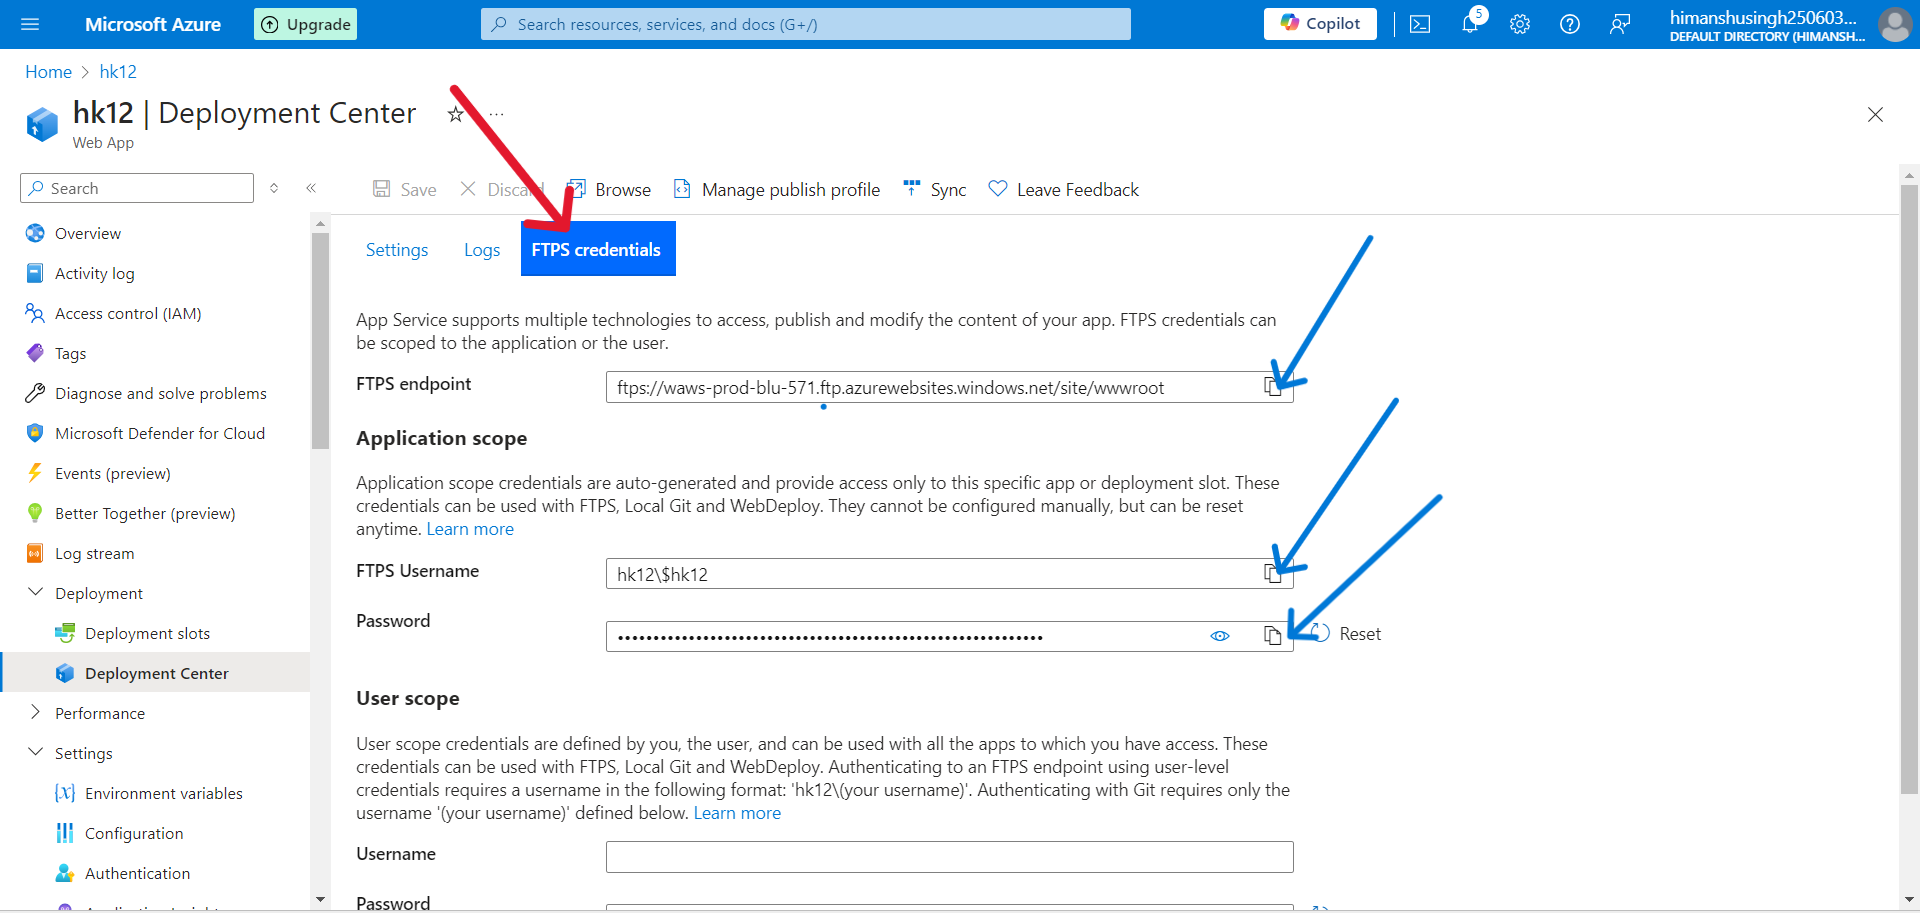 Microsoft Azure
Upgrade
Search resources, services, and docs (G+/)
Copilot
5
himanshusingh250603...
DEFAULT DIRECTORY (HIMANSH...
Home > hk12
hk12 | Deployment Center
...
Web App
Search
Save
Discard
Browse
Manage publish profile
Sync
Leave Feedback
Overview
Activity log
Access control (IAM)
Tags
Diagnose and solve problems
Microsoft Defender for Cloud
Events (preview)
Better Together (preview)
Log stream
Deployment
Deployment slots
Deployment Center
Performance
Settings
Environment variables
Configuration
Authentication
Settings
Logs
FTPS credentials
App Service supports multiple technologies to access, publish and modify the content of your app. FTPS credentials can
be scoped to the application or the user.
FTPS endpoint
ftps://waws-prod-blu-571.ftp.azurewebsites.windows.net/site/wwwroot
Application scope
Application scope credentials are auto-generated and provide access only to this specific app or deployment slot. These
credentials can be used with FTPS, Local Git and WebDeploy. They cannot be configured manually, but can be reset
anytime. Learn more
FTPS Username
hk12\$hk12
Password
Reset
User scope
User scope credentials are defined by you, the user, and can be used with all the apps to which you have access. These
credentials can be used with FTPS, Local Git and WebDeploy. Authenticating to an FTPS endpoint using user-level
credentials requires a username in the following format: 'hk12\(your username)'. Authenticating with Git requires only the
username '(your username)' defined below. Learn more
Username
Password